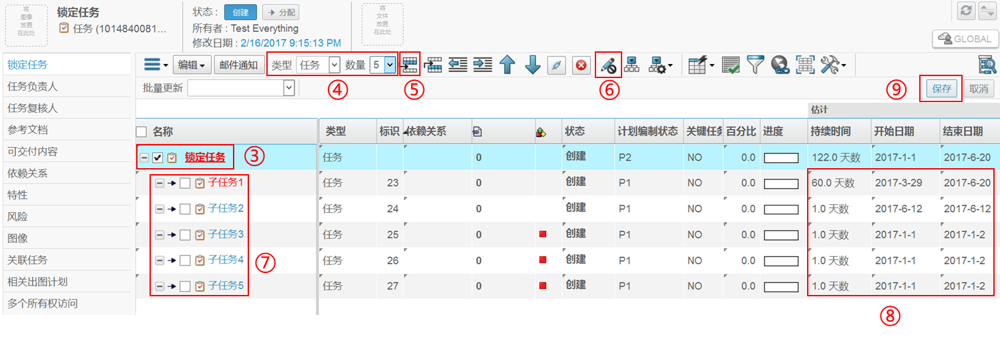 将
图像
放置
在此处
锁定任务
任务 (1014840081...
状态 : 创建 分配
所有者 : Test Everything
修改日期 : 2/16/2017 9:15:13 PM
将
文件
放置
在此处
GLOBAL
锁定任务
任务负责人
任务复核人
参考文档
可交付内容
依赖关系
特性
风险
图像
关联任务
相关出图计划
多个所有权访问
编辑 邮件通知 类型 任务 数量 5
④ ⑤ ⑥ ⑨
批量更新
保存 取消
估计
名称 类型 标识 依赖关系 状态 计划编制状态 关键任务 百分比 进度 持续时间 开始日期 结束日期
锁定任务 ③ 任务 0 创建 P2 NO 0.0 122.0 天数 2017-1-1 2017-6-20
子任务1 任务 23 0 创建 P1 NO 0.0 60.0 天数 2017-3-29 2017-6-20
子任务2 任务 24 0 创建 P1 NO 0.0 1.0 天数 2017-6-12 2017-6-12
子任务3 任务 25 0 创建 P1 NO 0.0 1.0 天数 2017-1-1 2017-1-2
子任务4 ⑦ 任务 26 0 创建 P1 NO 0.0 1.0 天数 2017-1-1 2017-1-2
子任务5 任务 27 0 创建 P1 NO 0.0 1.0 天数 2017-1-1 2017-1-2
⑧